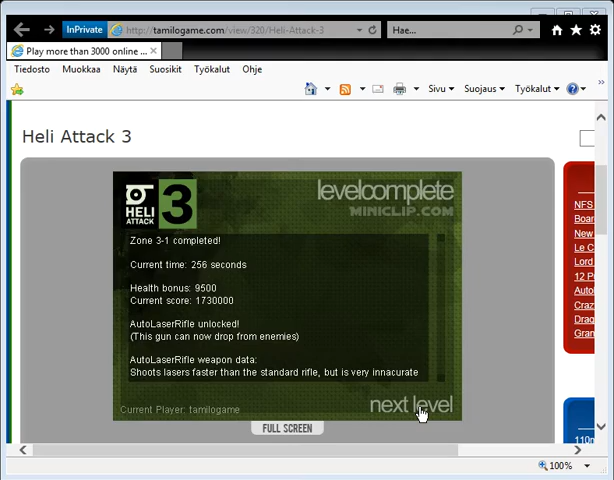 InPrivate
http://tamilogame.com/view/320/Heli-Attack-3
Hae...
Play more than 3000 online ...
Tiedosto Muokkaa Näytä Suosikit Työkalut Ohje
Sivu Suojaus Työkalut
Heli Attack 3
HELI
ATTACK
3
levelcomplete
MINICLIP.COM
Zone 3-1 completed!
Current time: 256 seconds
Health bonus: 9500
Current score: 1730000
AutoLaserRifle unlocked!
(This gun can now drop from enemies)
AutoLaserRifle weapon data:
Shoots lasers faster than the standard rifle, but is very innacurate
next level
Current Player: tamilogame
FULL SCREEN
NFS
Boar
New
Le C
Lord
12 P
Autol
Craz
Drag
Gran
110m
100%